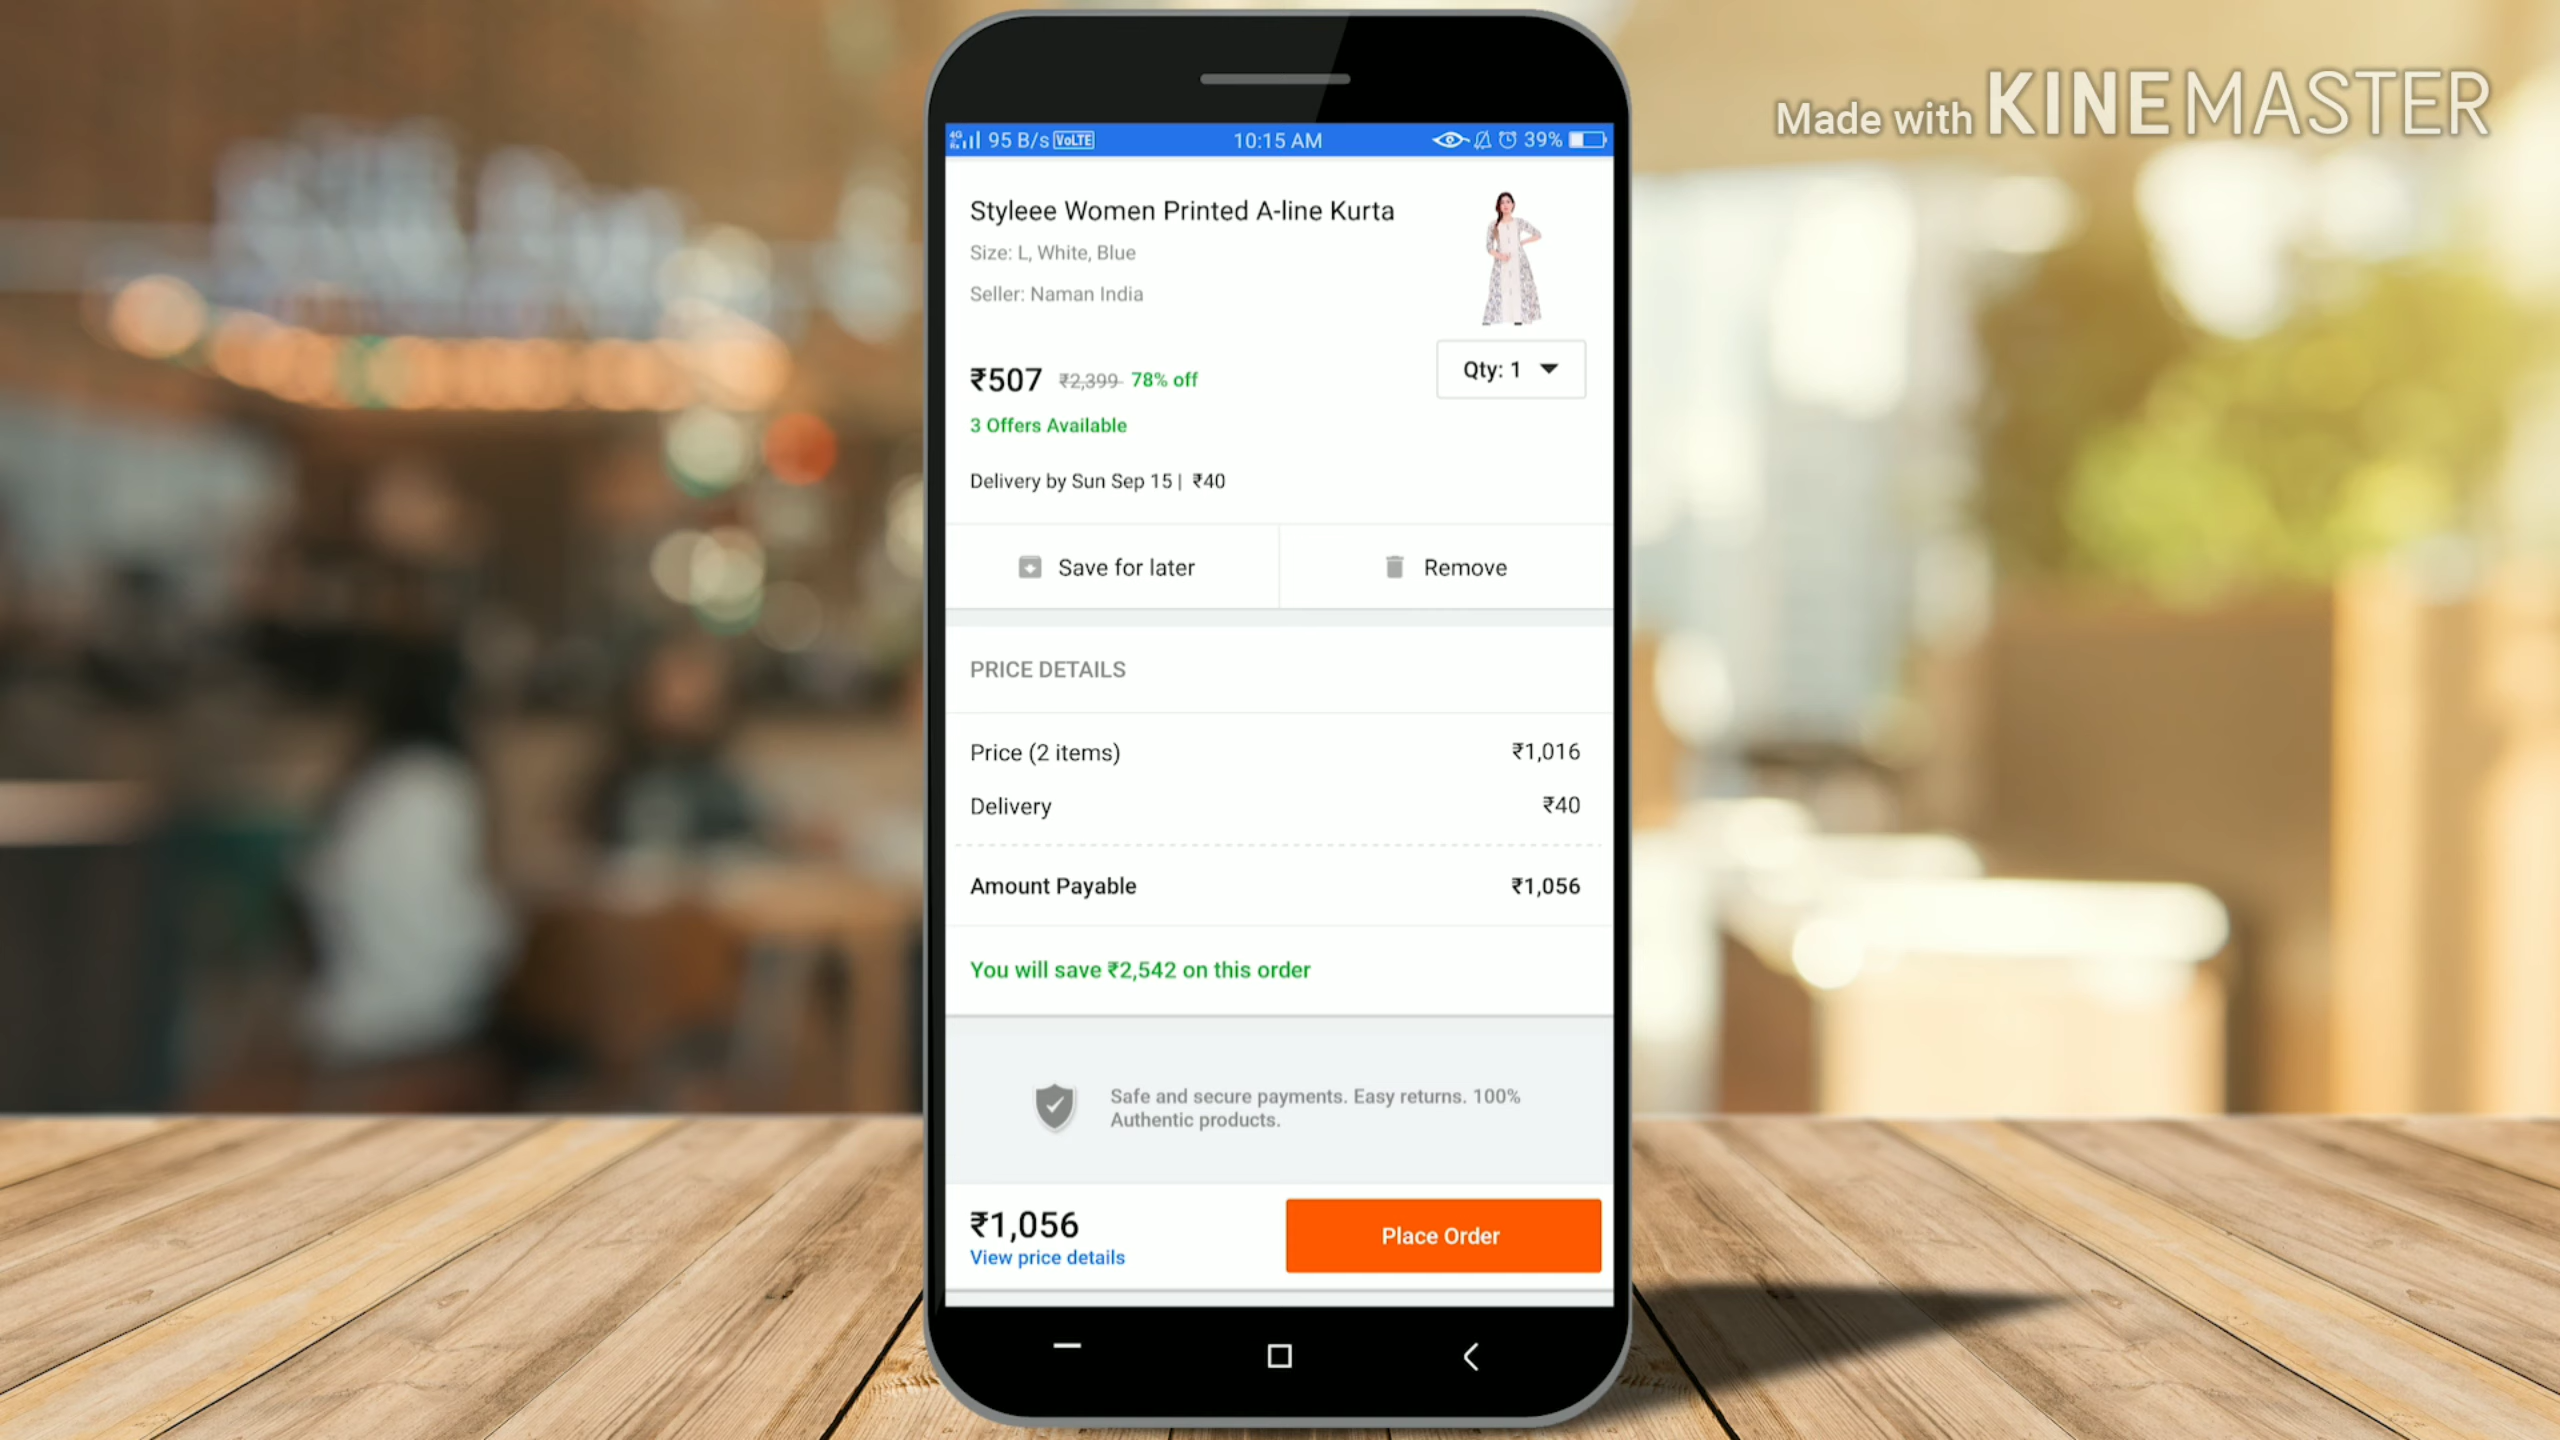 Made with KINEMASTER
95 B/s VoLTE 10:15 AM 39%
Styleee Women Printed A-line Kurta
Size: L, White, Blue
Seller: Naman India
₹507 ₹2,399 78% off
Qty: 1
3 Offers Available
Delivery by Sun Sep 15 | ₹40
Save for later Remove
PRICE DETAILS
Price (2 items) ₹1,016
Delivery ₹40
Amount Payable ₹1,056
You will save ₹2,542 on this order
Safe and secure payments. Easy returns. 100%
Authentic products.
₹1,056
View price details
Place Order